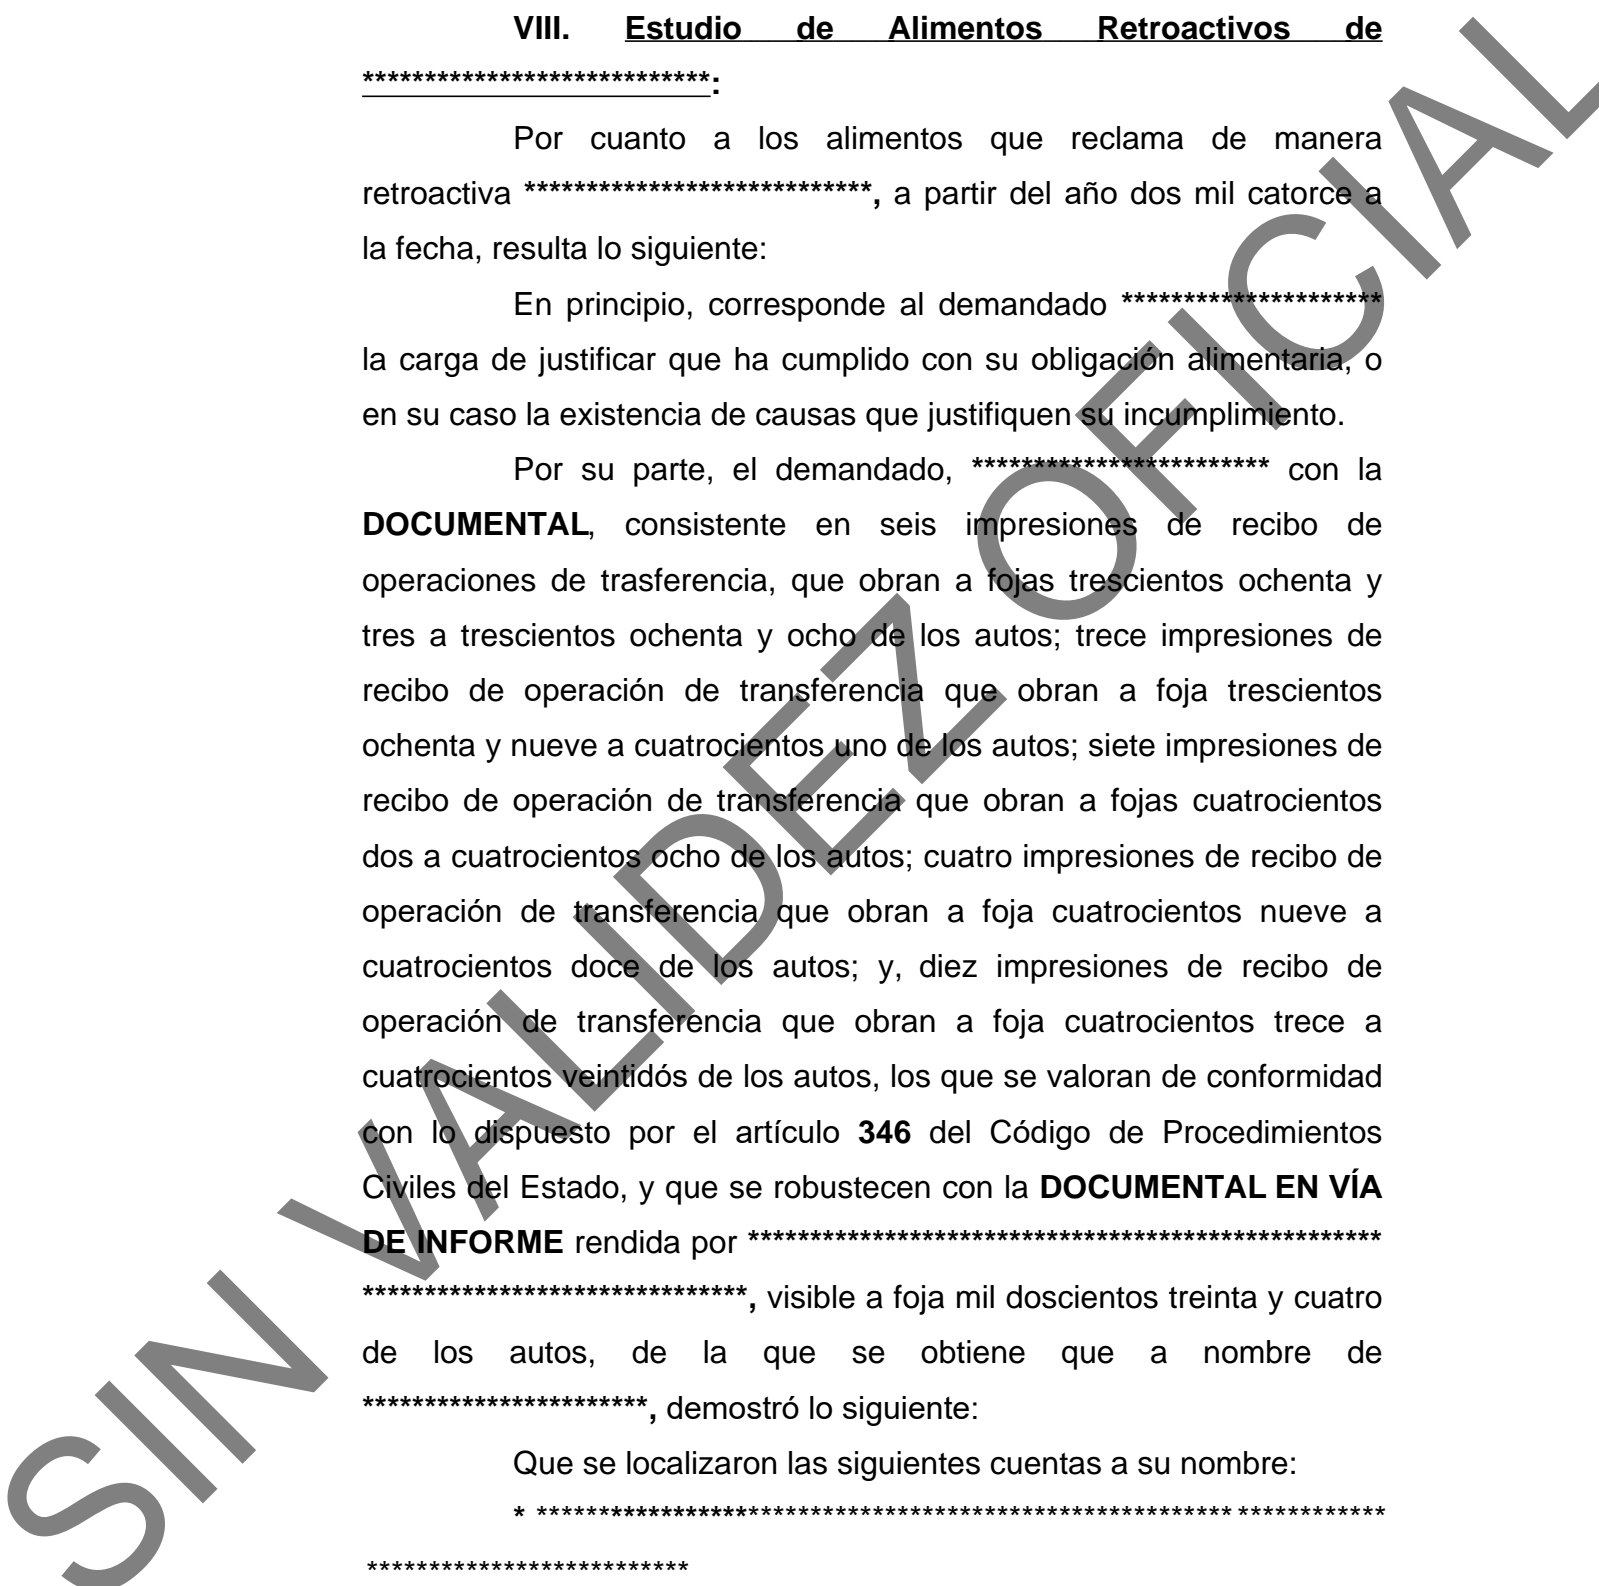 VIII. Estudio de Alimentos Retroactivos de
****************************:
Por cuanto a los alimentos que reclama de manera
retroactiva ****************************, a partir del año dos mil catorce a
la fecha, resulta lo siguiente:
En principio, corresponde al demandado *********************
la carga de justificar que ha cumplido con su obligación alimentaria, o
en su caso la existencia de causas que justifiquen su incumplimiento.
Por su parte, el demandado, ************************ con la
DOCUMENTAL, consistente en seis impresiones de recibo de
operaciones de trasferencia, que obran a fojas trescientos ochenta y
tres a trescientos ochenta y ocho de los autos; trece impresiones de
recibo de operación de transferencia que obran a foja trescientos
ochenta y nueve a cuatrocientos uno de los autos; siete impresiones de
recibo de operación de transferencia que obran a fojas cuatrocientos
dos a cuatrocientos ocho de los autos; cuatro impresiones de recibo de
operación de transferencia que obran a foja cuatrocientos nueve a
cuatrocientos doce de los autos; y, diez impresiones de recibo de
operación de transferencia que obran a foja cuatrocientos trece a
cuatrocientos veintidós de los autos, los que se valoran de conformidad
con lo dispuesto por el artículo 346 del Código de Procedimientos
Civiles del Estado, y que se robustecen con la DOCUMENTAL EN VÍA
DE INFORME rendida por ***************************************************
*******************************, visible a foja mil doscientos treinta y cuatro
de los autos, de la que se obtiene que a nombre de
***********************, demostró lo siguiente:
Que se localizaron las siguientes cuentas a su nombre:
* ******************************************************** ************
**************************
SIN VALIDEZ OFICIAL